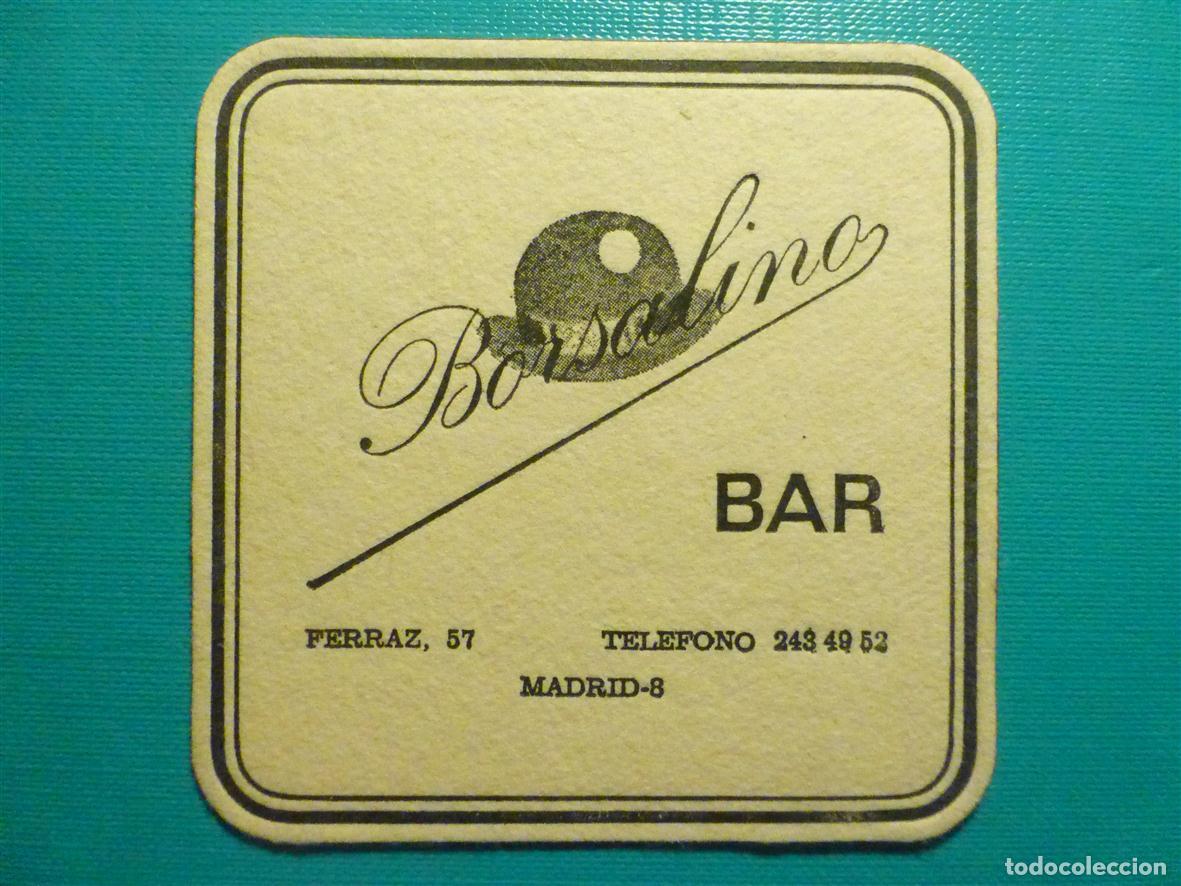 Borsalino
BAR
FERRAZ, 57 TELEFONO 243 49 52
MADRID-8
todocoleccion